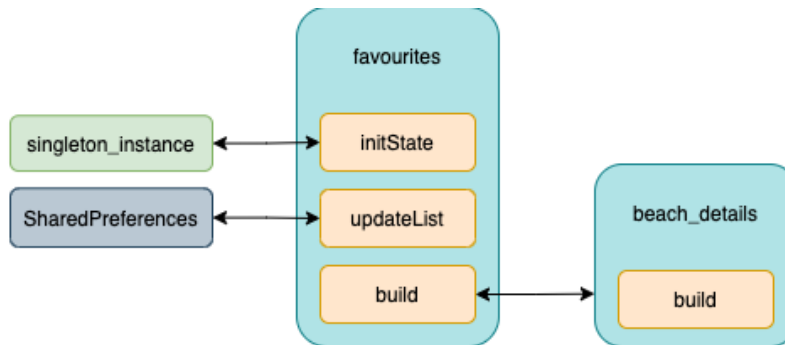 favourites
singleton_instance
initState
SharedPreferences
updateList
beach_details
build
build